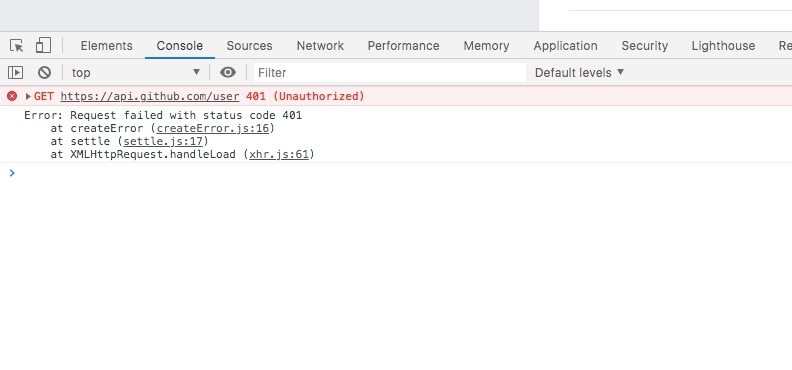 Elements Console Sources Network Performance Memory Application Security Lighthouse Re
top Filter Default levels
GET https://api.github.com/user 401 (Unauthorized)
Error: Request failed with status code 401
at createError (createError.js:16)
at settle (settle.js:17)
at XMLHttpRequest.handleLoad (xhr.js:61)